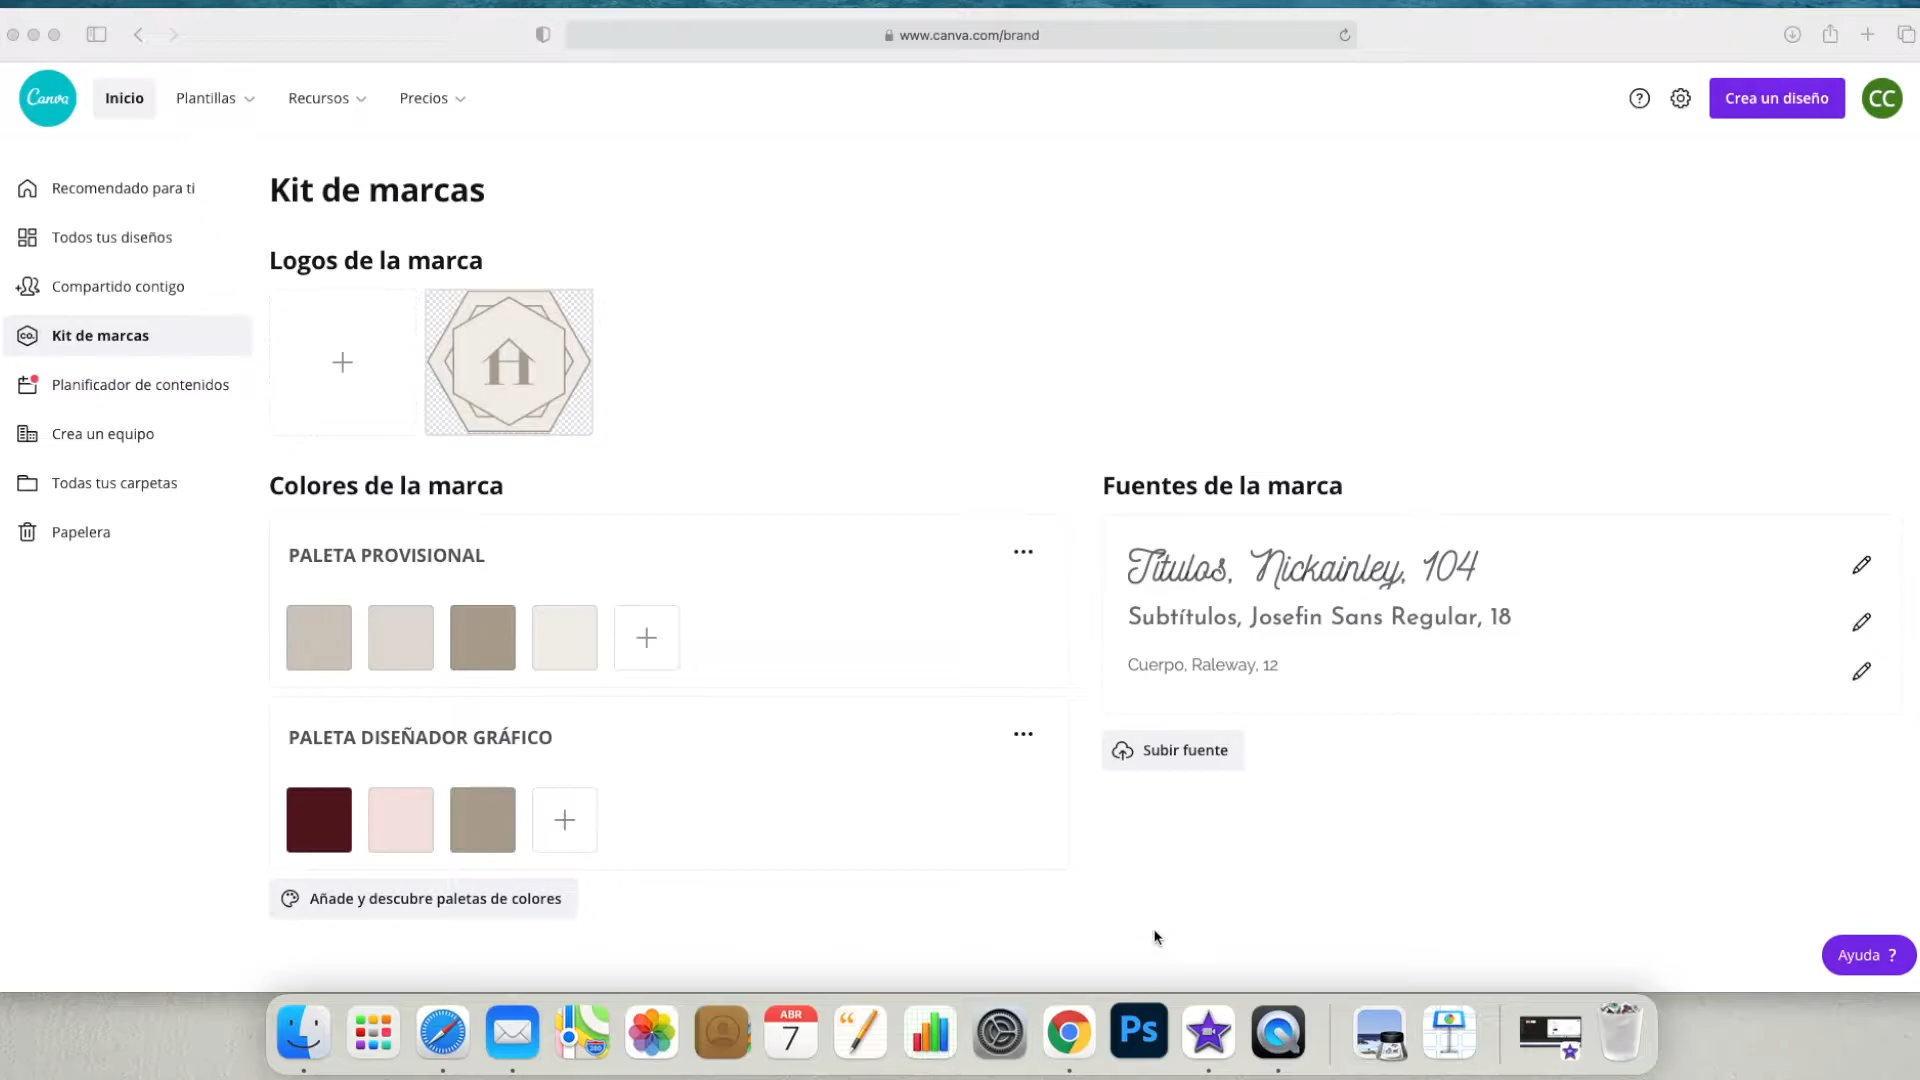 www.canva.com/brand
Canva
Inicio
Plantillas
Recursos
Precios
?
Crea un diseño
CC
Recomendado para ti
Todos tus diseños
Compartido contigo
CO.
Kit de marcas
Planificador de contenidos
Crea un equipo
Todas tus carpetas
Papelera
Kit de marcas
Logos de la marca
H
Colores de la marca
PALETA PROVISIONAL
PALETA DISEÑADOR GRÁFICO
Añade y descubre paletas de colores
Fuentes de la marca
Títulos, Nickainley, 104
Subtítulos, Josefin Sans Regular, 18
Cuerpo, Raleway, 12
Subir fuente
Ayuda ?
ABR
7
280
Ps